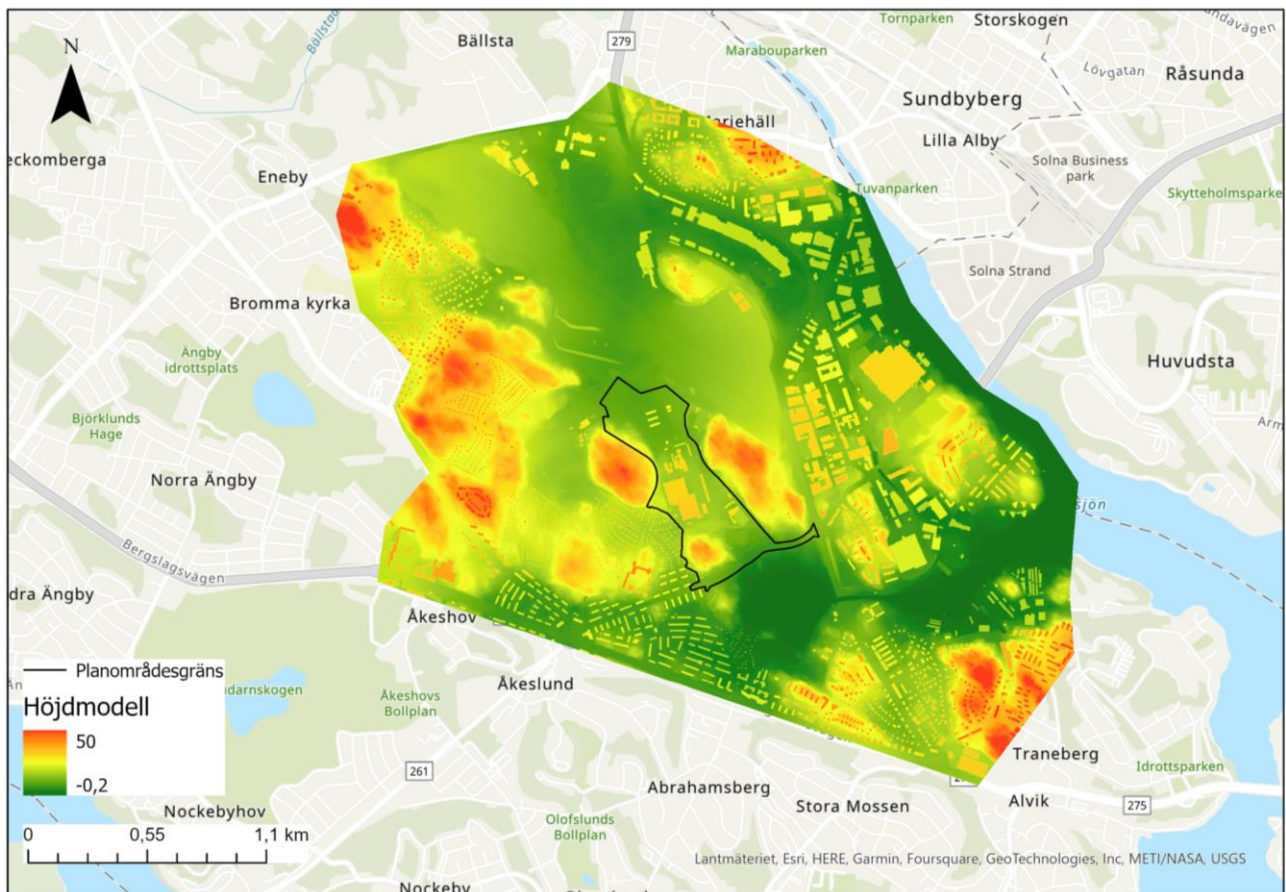 Tornparken
Storskogen
Bällsta
279
Marabouparken
Lövgatan
Råsunda
N
Sundbyberg
Lilla Alby
Solna Business
park
Eneby
Tuvanparken
Solna Strand
Bromma kyrka
Ängby
idrottsplats
Huvudsta
Björklunds
Hage
Norra Ängby
Bergslagsvägen
Åkeshov
Planområdesgräns
Åkeslund
Åkeshovs
Bollplan
Höjdmodell
50
-0,2
261
Traneberg
Idrottsparken
Abrahamsberg
Stora Mossen
Alvik
275
Nockebyhov
0
0,55
1,1 km
Olofslunds
Bollplan
Lantmäteriet, Esri, HERE, Garmin, Foursquare, GeoTechnologies, Inc, METI/NASA, USGS
Nockeby